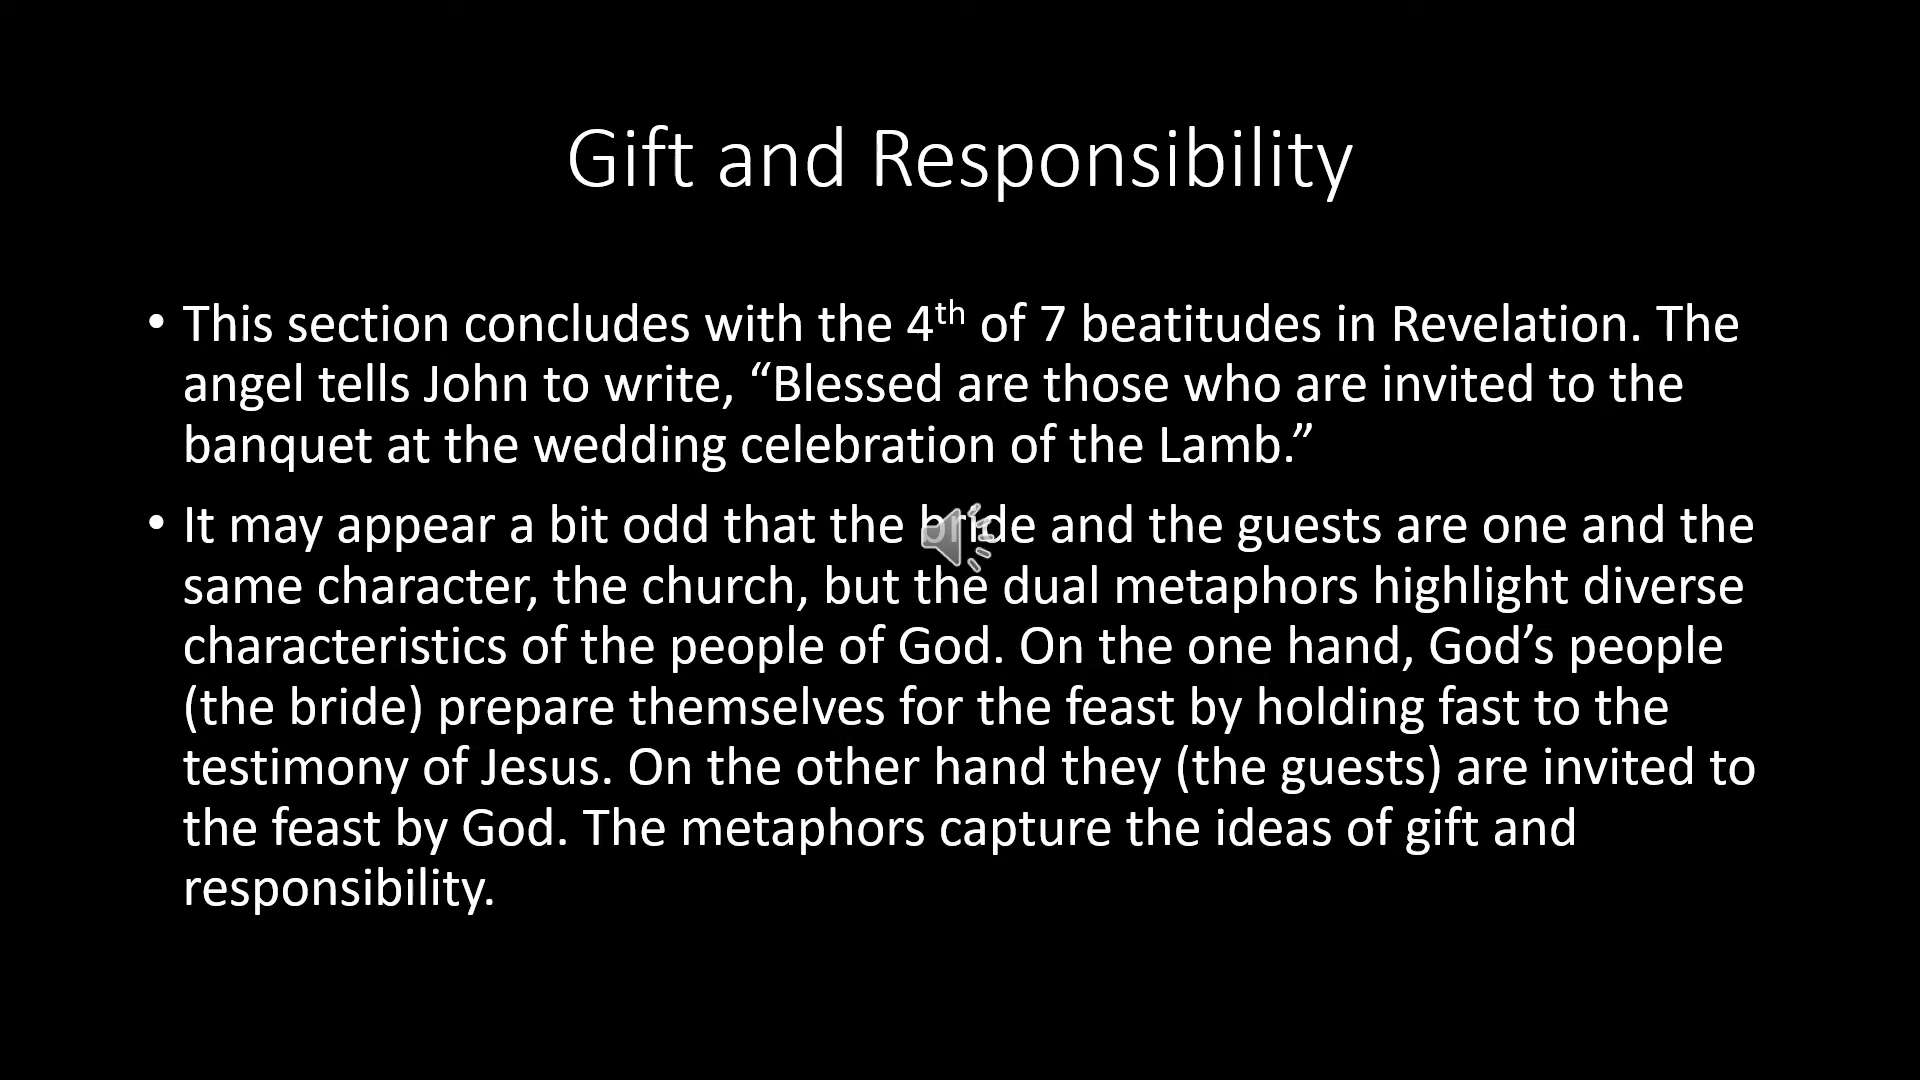 Gift and Responsibility
• This section concludes with the 4th of 7 beatitudes in Revelation. The
angel tells John to write, “Blessed are those who are invited to the
banquet at the wedding celebration of the Lamb.”
• It may appear a bit odd that the bride and the guests are one and the
same character, the church, but the dual metaphors highlight diverse
characteristics of the people of God. On the one hand, God’s people
(the bride) prepare themselves for the feast by holding fast to the
testimony of Jesus. On the other hand they (the guests) are invited to
the feast by God. The metaphors capture the ideas of gift and
responsibility.